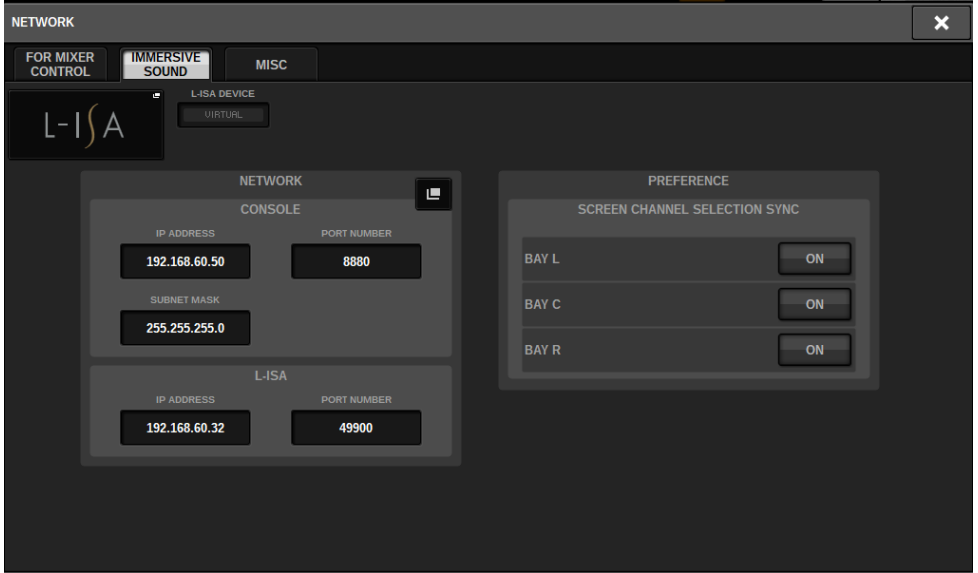 NETWORK
FOR MIXER
CONTROL
IMMERSIVE
SOUND
MISC
L-ISA
L-ISA DEVICE
VIRTUAL
NETWORK
CONSOLE
IP ADDRESS
PORT NUMBER
192.168.60.50
8880
SUBNET MASK
255.255.255.0
L-ISA
IP ADDRESS
PORT NUMBER
192.168.60.32
49900
PREFERENCE
SCREEN CHANNEL SELECTION SYNC
BAY L
ON
BAY C
ON
BAY R
ON